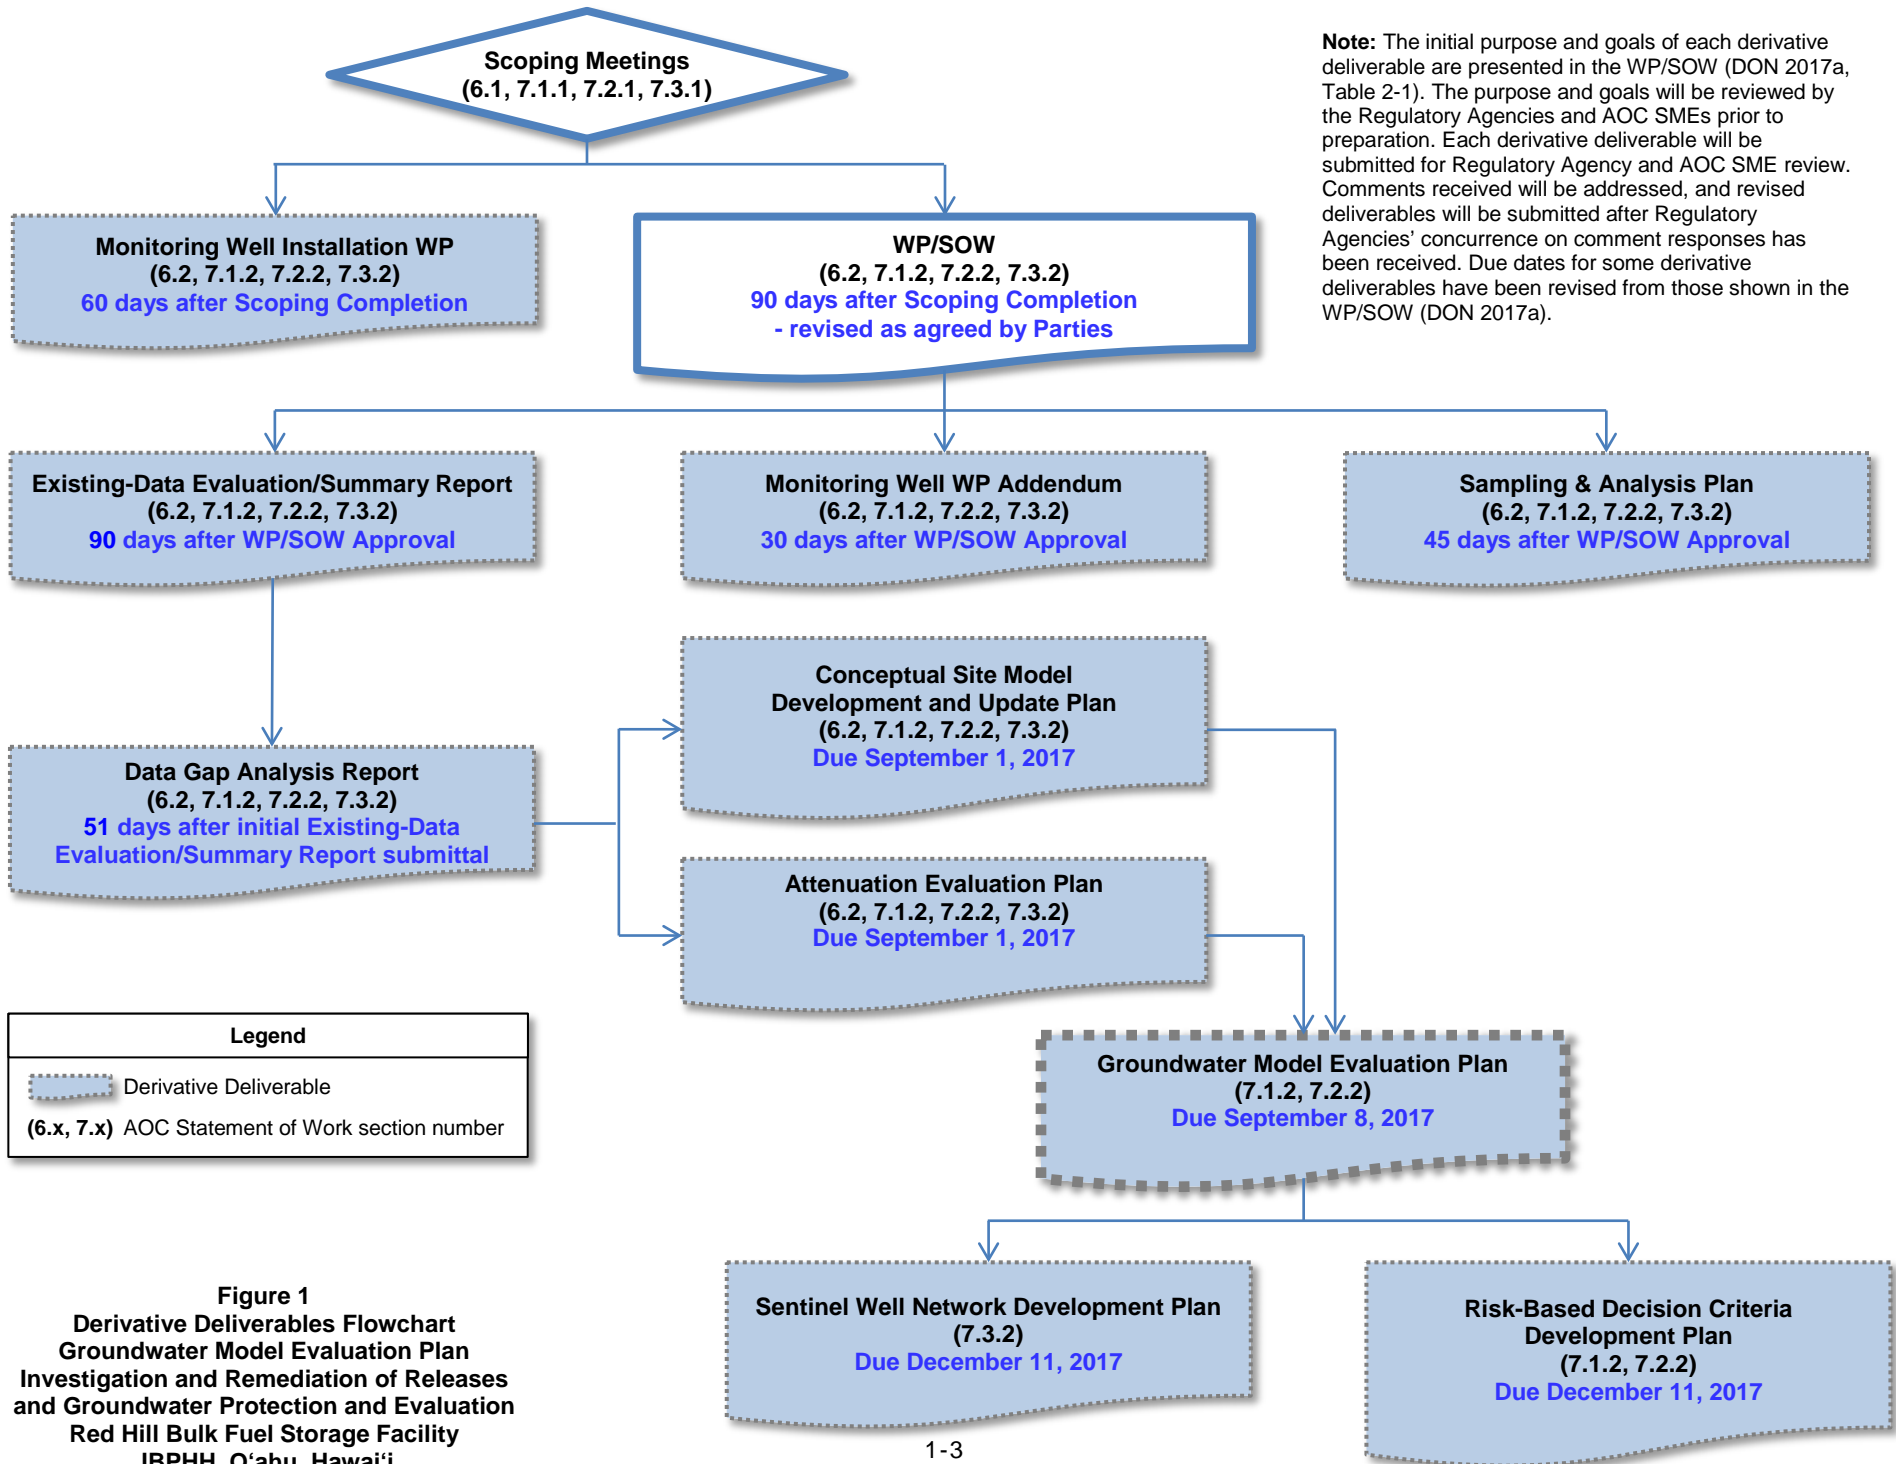 Scoping Meetings
(6.1, 7.1.1, 7.2.1, 7.3.1)
Note: The initial purpose and goals of each derivative
deliverable are presented in the WP/SOW (DON 2017a,
Table 2-1). The purpose and goals will be reviewed by
the Regulatory Agencies and AOC SMEs prior to
preparation. Each derivative deliverable will be
submitted for Regulatory Agency and AOC SME review.
Comments received will be addressed, and revised
deliverables will be submitted after Regulatory
Agencies' concurrence on comment responses has
been received. Due dates for some derivative
deliverables have been revised from those shown in the
WP/SOW (DON 2017a).
Monitoring Well Installation WP
(6.2, 7.1.2, 7.2.2, 7.3.2)
60 days after Scoping Completion
WP/SOW
(6.2, 7.1.2, 7.2.2, 7.3.2)
90 days after Scoping Completion
- revised as agreed by Parties
Existing-Data Evaluation/Summary Report
(6.2, 7.1.2, 7.2.2, 7.3.2)
90 days after WP/SOW Approval
Monitoring Well WP Addendum
(6.2, 7.1.2, 7.2.2, 7.3.2)
30 days after WP/SOW Approval
Sampling & Analysis Plan
(6.2, 7.1.2, 7.2.2, 7.3.2)
45 days after WP/SOW Approval
Conceptual Site Model
Development and Update Plan
(6.2, 7.1.2, 7.2.2, 7.3.2)
Due September 1, 2017
Data Gap Analysis Report
(6.2, 7.1.2, 7.2.2, 7.3.2)
51 days after initial Existing-Data
Evaluation/Summary Report submittal
Attenuation Evaluation Plan
(6.2, 7.1.2, 7.2.2, 7.3.2)
Due September 1, 2017
Legend
Derivative Deliverable
(6.x, 7.x) AOC Statement of Work section number
Groundwater Model Evaluation Plan
(7.1.2, 7.2.2)
Due September 8, 2017
Sentinel Well Network Development Plan
(7.3.2)
Due December 11, 2017
Risk-Based Decision Criteria
Development Plan
(7.1.2, 7.2.2)
Due December 11, 2017
Figure 1
Derivative Deliverables Flowchart
Groundwater Model Evaluation Plan
Investigation and Remediation of Releases
and Groundwater Protection and Evaluation
Red Hill Bulk Fuel Storage Facility
JBPHH, O‘ahu, Hawai‘i
1-3